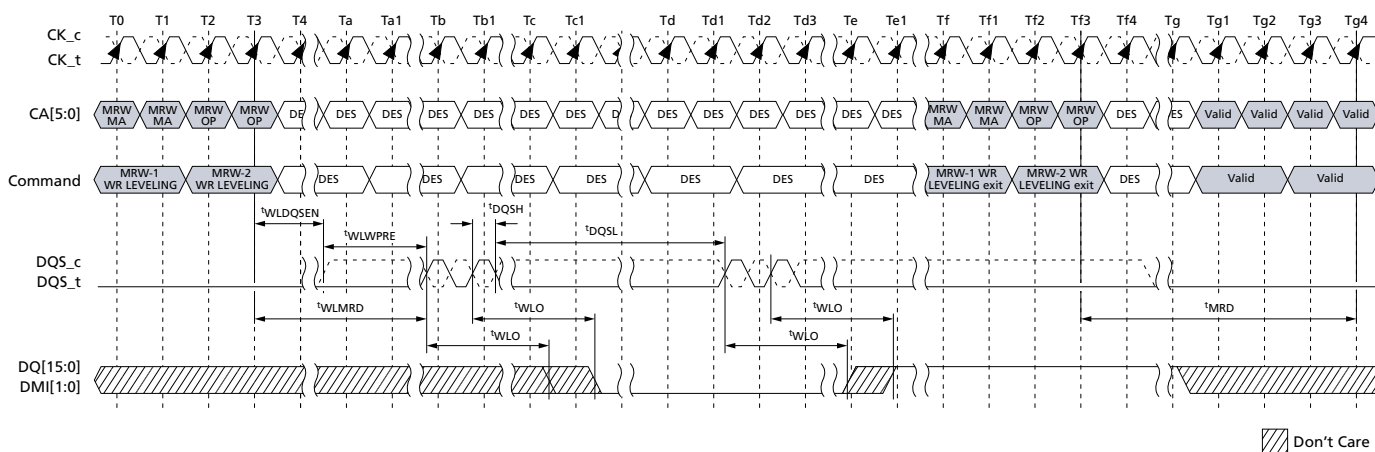 T0 T1 T2 T3 T4 Ta Ta1 Tb Tb1 Tc Tc1 Td Td1 Td2 Td3 Te Te1 Tf Tf1 Tf2 Tf3 Tf4 Tg Tg1 Tg2 Tg3 Tg4
CK_c
CK_t
CA[5:0] MRW MA MRW MA MRW OP MRW OP DE DES DES DES DES DES DES D DES DES DES DES DES DES MRW MA MRW MA MRW OP MRW OP DES ES Valid Valid Valid Valid
Command MRW-1 WR LEVELING MRW-2 WR LEVELING DES DES DES DES DES DES MRW-1 WR LEVELING exit MRW-2 WR LEVELING exit DES Valid Valid
tWLDQSEN tDQSH
tWLWPRE tDQSL
DQS_c
DQS_t
tWLMRD tWLO tWLO tMRD
tWLO tWLO
DQ[15:0]
DMI[1:0]
Don't Care